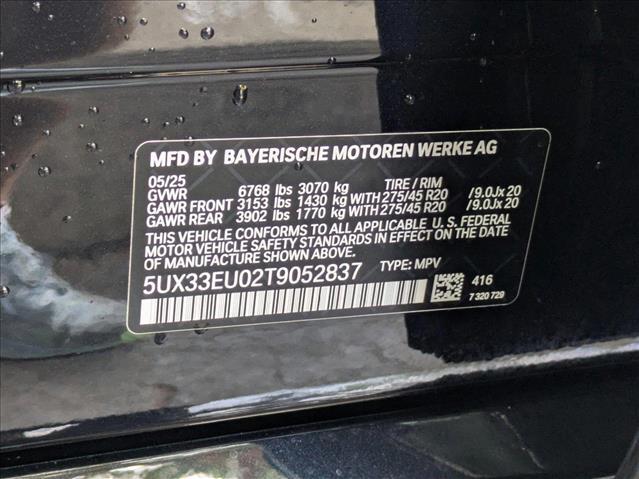 MFD BY BAYERISCHE MOTOREN WERKE AG
05/25
GVWR 6768 lbs 3070 kg TIRE / RIM
GAWR FRONT 3153 lbs 1430 kg WITH 275/45 R20 /9.0Jx20
GAWR REAR 3902 lbs 1770 kg WITH 275/45 R20 /9.0Jx20
THIS VEHICLE CONFORMS TO ALL APPLICABLE U.S. FEDERAL
MOTOR VEHICLE SAFETY STANDARDS IN EFFECT ON THE DATE
OF MANUFACTURE SHOWN ABOVE.
5UX33EU02T9052837 TYPE: MPV
416
7 320 729